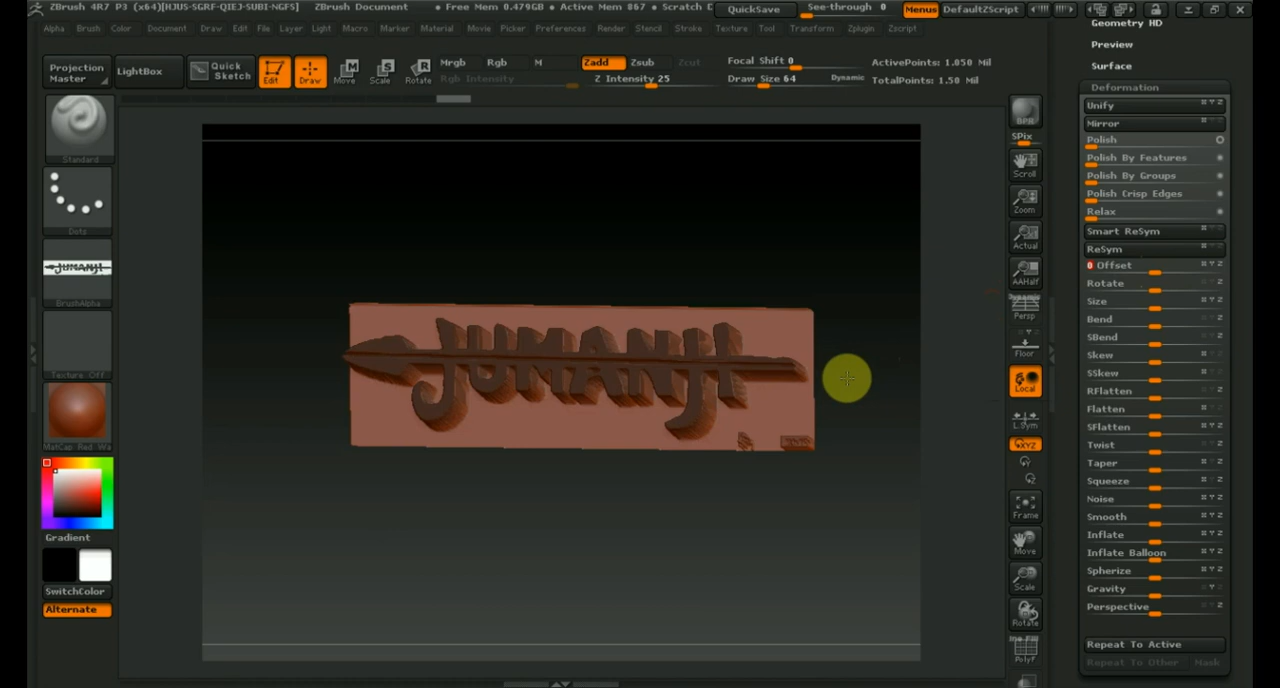 ZBrush 4R7 P3 (x64)[HJUS-SGRF-QIEJ-SUBI-NGFS] ZBrush Document • Free Mem 0.479GB • Active Mem 867 • Scratch D QuickSave See-through 0 Menus DefaultZScript
Alpha Brush Color Document Draw Edit File Layer Light Macro Marker Material Movie Picker Preferences Render Stencil Stroke Texture Tool Transform Zplugin Zscript
Projection Master
LightBox
Quick Sketch
Edit Draw Move Scale Rotate
Mrgb Rgb M
Rgb Intensity
Zadd Zsub Zcut
Z Intensity 25
Focal Shift 0
Draw Size 64 Dynamic
ActivePoints: 1.050 Mil
TotalPoints: 1.50 Mil
Standard
Dots
JUMANJI
BrushAlpha
Texture Off
MatCap Red Wa
Gradient
SwitchColor
Alternate
JUMANJI
BPR
SPix
Scroll
Zoom
Actual
AAHalf
Dynamic
Persp
Floor
Local
L.Sym
XYZ
Frame
Move
Scale
Rotate
PolyF
Geometry HD
Preview
Surface
Deformation
Unify
Mirror
Polish
Polish By Features
Polish By Groups
Polish Crisp Edges
Relax
Smart ReSym
ReSym
0 Offset
Rotate
Size
Bend
SBend
Skew
SSkew
RFlatten
Flatten
SFlatten
Twist
Taper
Squeeze
Noise
Smooth
Inflate
Inflate Balloon
Spherize
Gravity
Perspective
Repeat To Active
Repeat To Other Mask